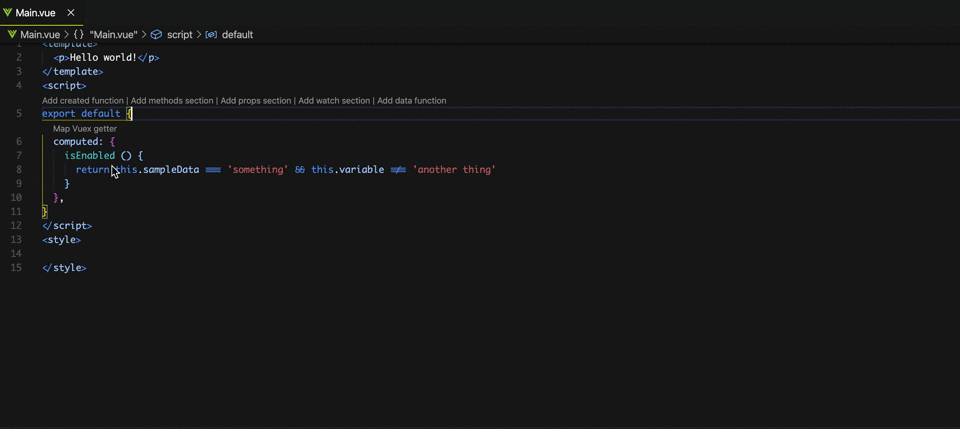 Main.vue ×
Main.vue > {} "Main.vue" > script > default
1 <template>
2 <p>Hello world!</p>
3 </template>
4 <script>
Add created function | Add methods section | Add props section | Add watch section | Add data function
5 export default {
Map Vuex getter
6 computed: {
7 isEnabled () {
8 return this.sampleData === 'something' && this.variable !== 'another thing'
9 }
10 },
11 }
12 </script>
13 <style>
14
15 </style>